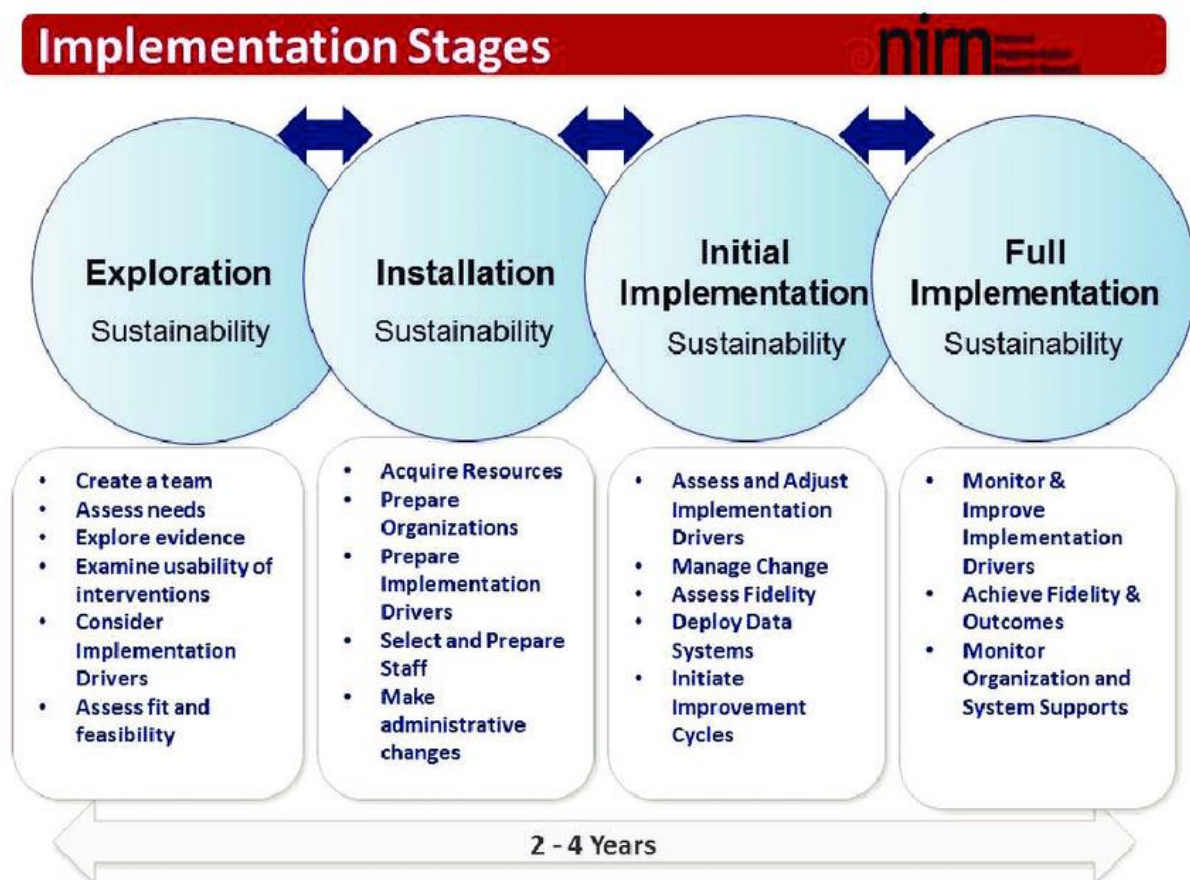 Implementation Stages
nirn
Exploration
Sustainability
Installation
Sustainability
Initial
Implementation
Sustainability
Full
Implementation
Sustainability
• Create a team
• Assess needs
• Explore evidence
• Examine usability of
interventions
• Consider
Implementation
Drivers
• Assess fit and
feasibility
• Acquire Resources
• Prepare
Organizations
• Prepare
Implementation
Drivers
• Select and Prepare
Staff
• Make
administrative
changes
• Assess and Adjust
Implementation
Drivers
• Manage Change
• Assess Fidelity
• Deploy Data
Systems
• Initiate
Improvement
Cycles
• Monitor &
Improve
Implementation
Drivers
• Achieve Fidelity &
Outcomes
• Monitor
Organization and
System Supports
2 - 4 Years